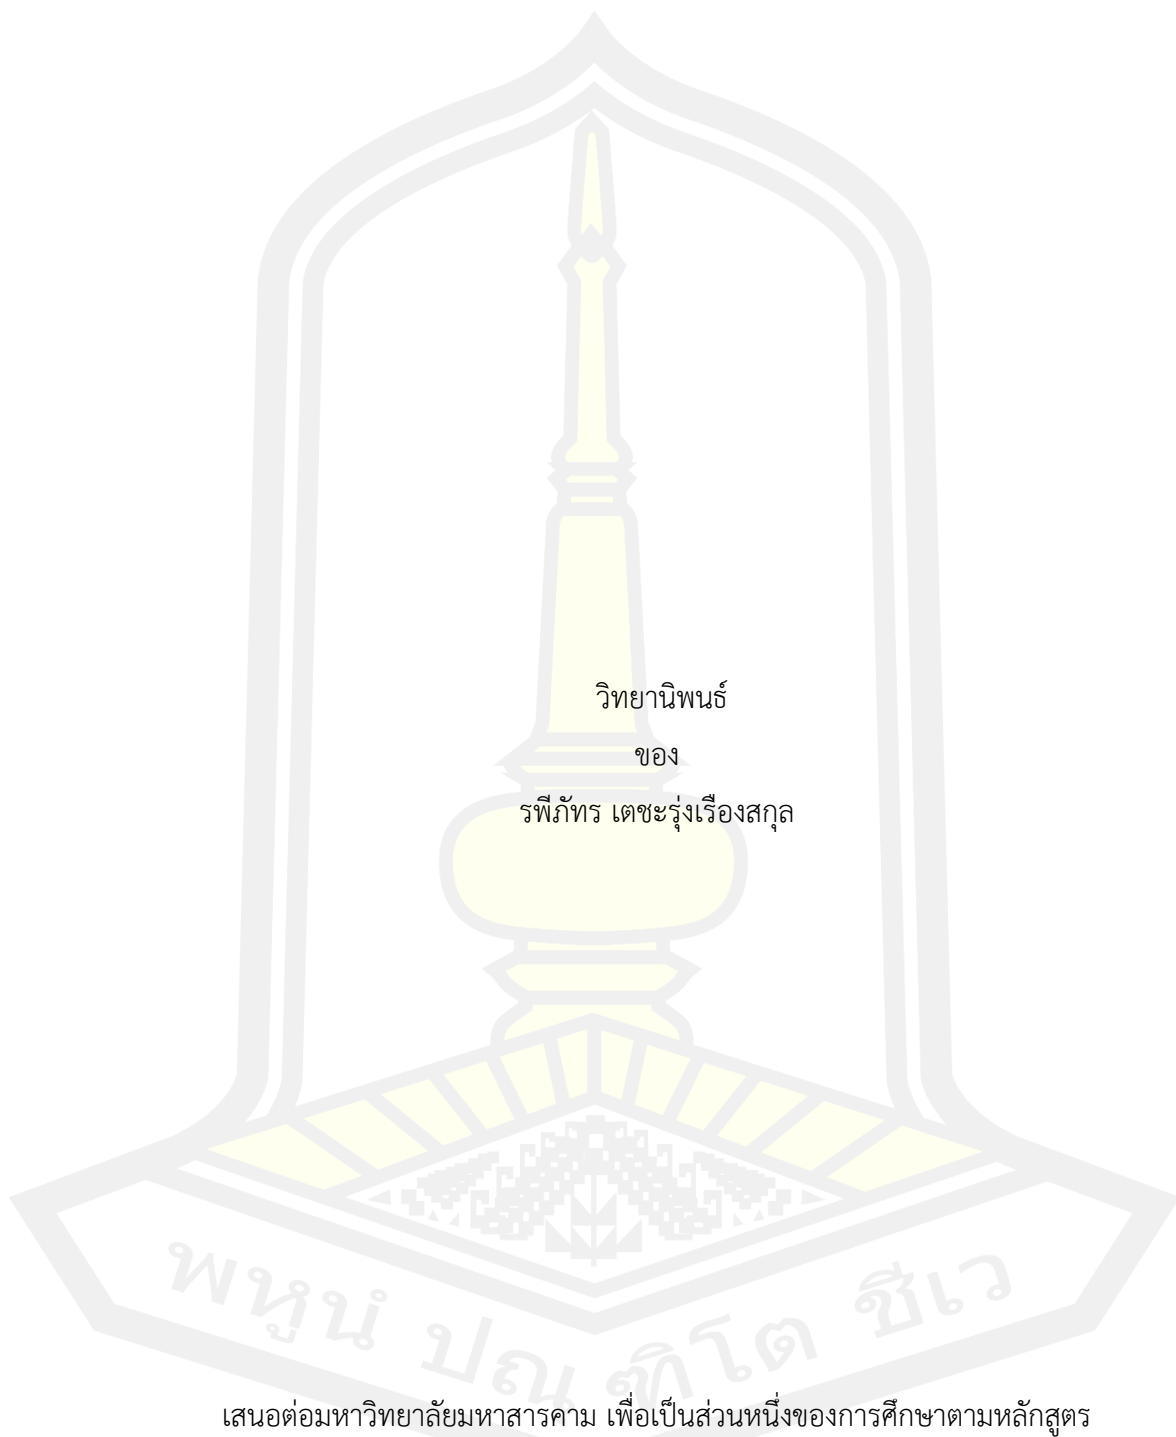 วิทยานิพนธ์
ของ
รพีภัทร เตชะรุ่งเรืองสกุล
พหูนํ ปณฺฑิโต ชีเว
เสนอต่อมหาวิทยาลัยมหาสารคาม เพื่อเป็นส่วนหนึ่งของการศึกษาตามหลักสูตร